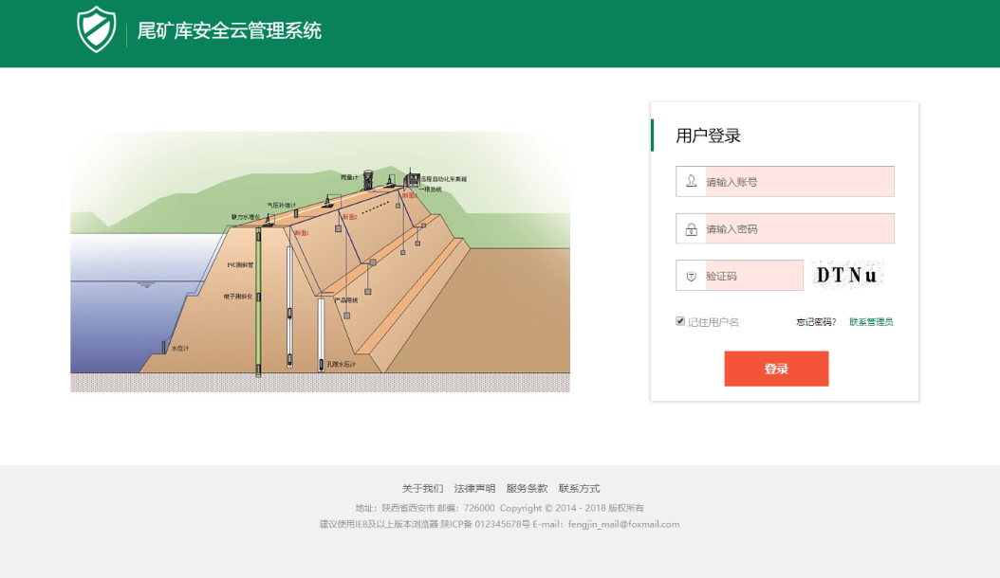 尾矿库安全云管理系统
用户登录
请输入账号
请输入密码
验证码
DTNu
记住用户名 忘记密码? 联系管理员
登录
雨量计
远程自动化采集箱
一棵总线
断面3
气压补偿计
断面2
静力水准仪
断面1
PVC测斜管
电子测斜仪
水位计
孔隙水压计
关于我们 法律声明 服务条款 联系方式
地址：陕西省西安市 邮编：726000 Copyright © 2014 - 2018 版权所有
建议使用IE8及以上版本浏览器 陕ICP备 012345678号 E-mail：fengjin_mail@foxmail.com